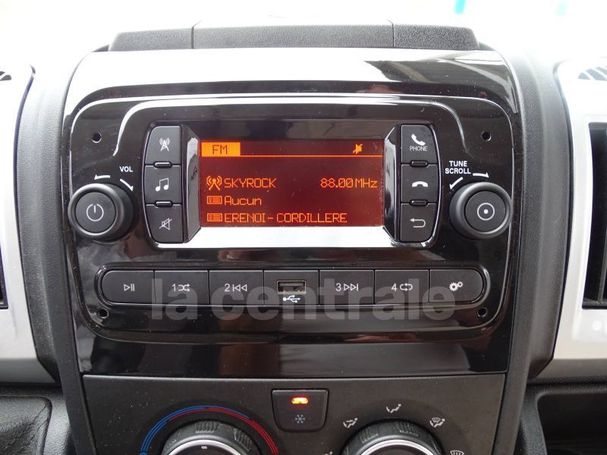 FM
PHONE
VOL
TUNE
SCROLL
SKYROCK 88.00 MHz
Aucun
ERENOI - CORDILLERE
1 2 3 4
la centrale